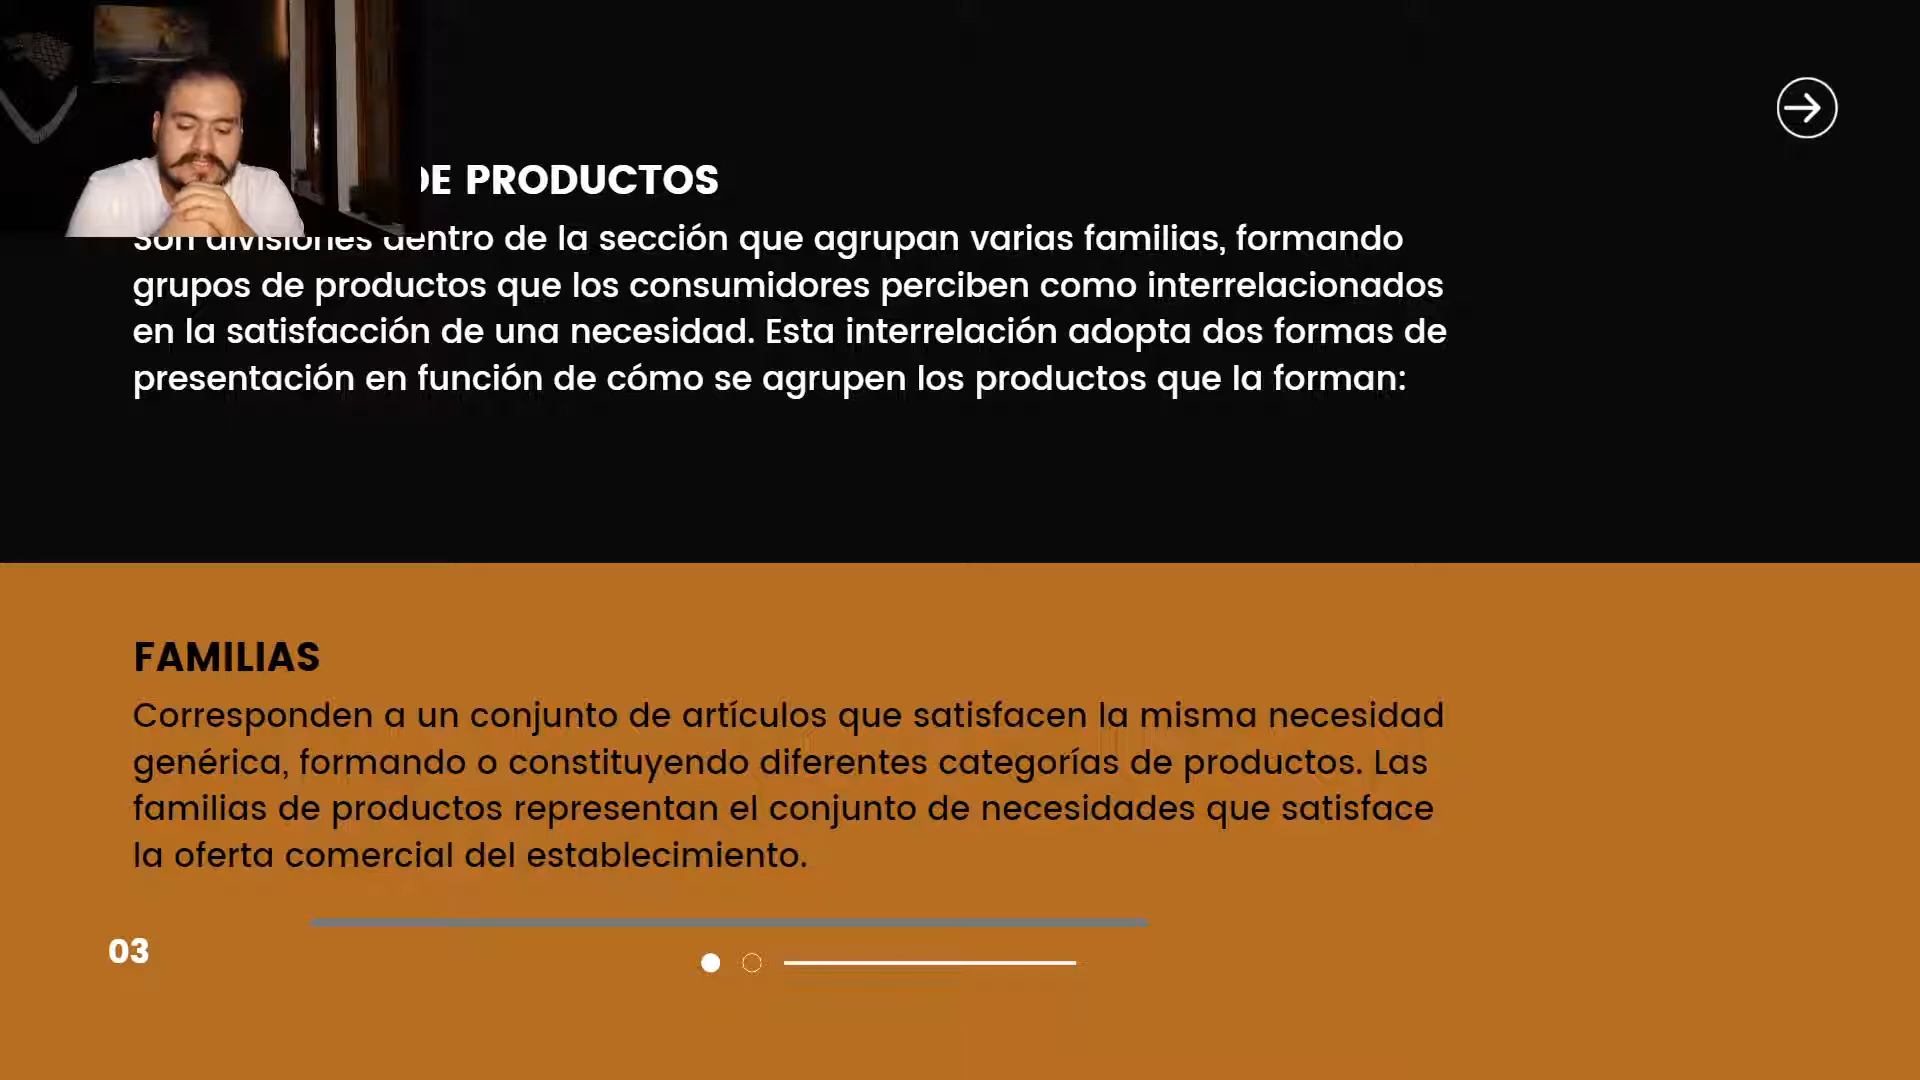 DE PRODUCTOS
Son divisiones dentro de la sección que agrupan varias familias, formando
grupos de productos que los consumidores perciben como interrelacionados
en la satisfacción de una necesidad. Esta interrelación adopta dos formas de
presentación en función de cómo se agrupen los productos que la forman:
FAMILIAS
Corresponden a un conjunto de artículos que satisfacen la misma necesidad
genérica, formando o constituyendo diferentes categorías de productos. Las
familias de productos representan el conjunto de necesidades que satisface
la oferta comercial del establecimiento.
03